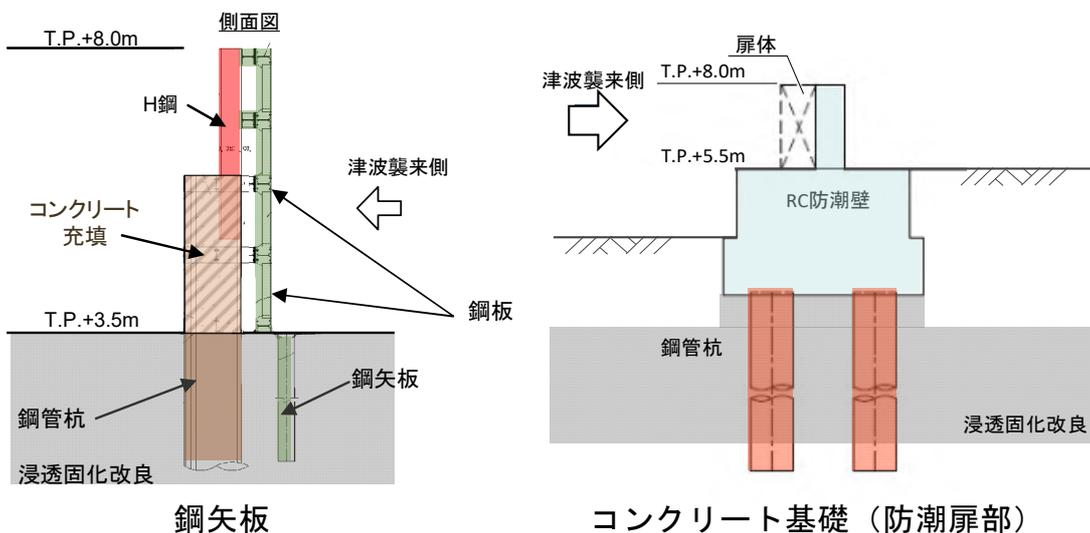 側面図
T.P.+8.0m
H鋼
津波襲来側
コンクリート
充填
鋼板
T.P.+3.5m
鋼矢板
鋼管杭
浸透固化改良
鋼矢板
扉体
津波襲来側
T.P.+8.0m
T.P.+5.5m
RC防潮壁
鋼管杭
浸透固化改良
コンクリート基礎（防潮扉部）